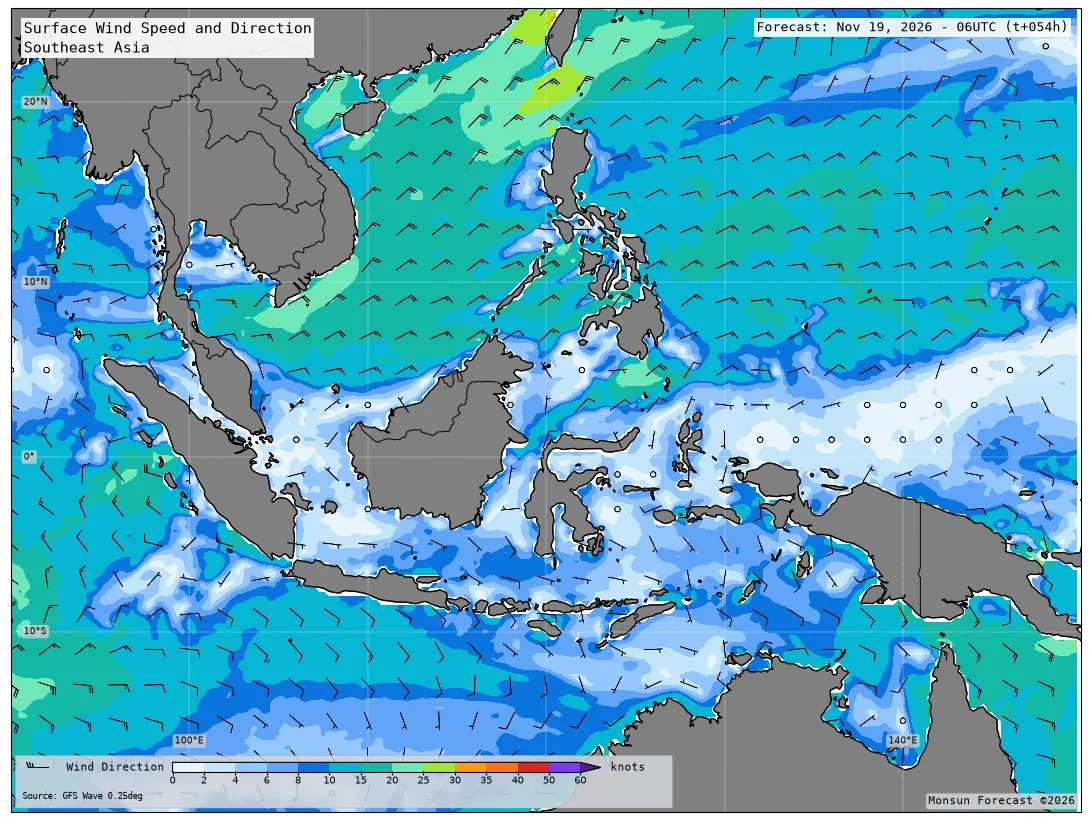 Surface Wind Speed and Direction
Southeast Asia
Forecast: Nov 19, 2026 - 06UTC (t+054h)
20°N
10°N
0°
10°S
100°E
140°E
Wind Direction
knots
0 2 4 6 8 10 15 20 25 30 35 40 50 60
Source: GFS Wave 0.25deg
Monsun Forecast ©2026